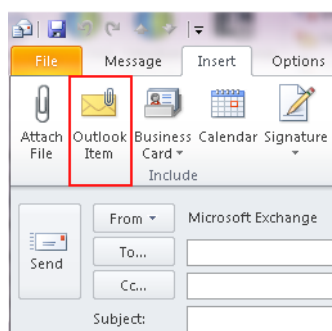 File Message Insert Options
Attach File Outlook Item Business Card Calendar Signature
Include
From Microsoft Exchange
Send
To...
Cc...
Subject: